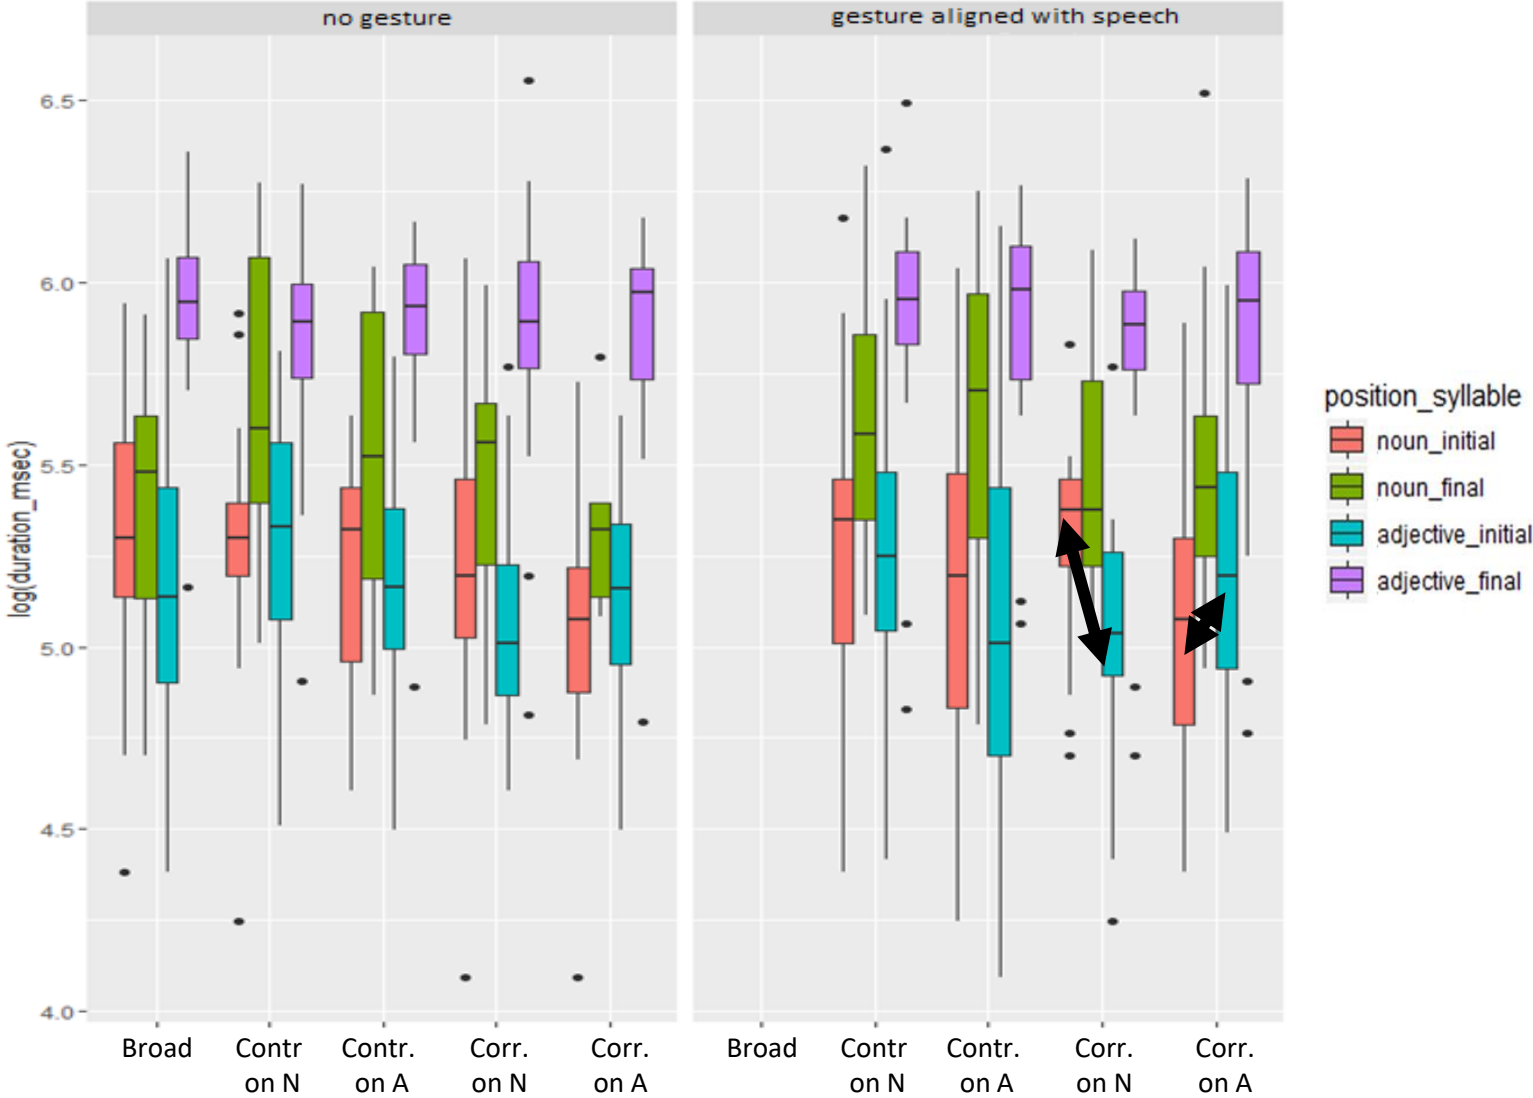 no gesture
gesture aligned with speech
log(duration_msec)
6.5
6.0
5.5
5.0
4.5
4.0
Broad
Contr
on N
Contr.
on A
Corr.
on N
Corr.
on A
Broad
Contr
on N
Contr.
on A
Corr.
on N
Corr.
on A
position_syllable
noun_initial
noun_final
adjective_initial
adjective_final